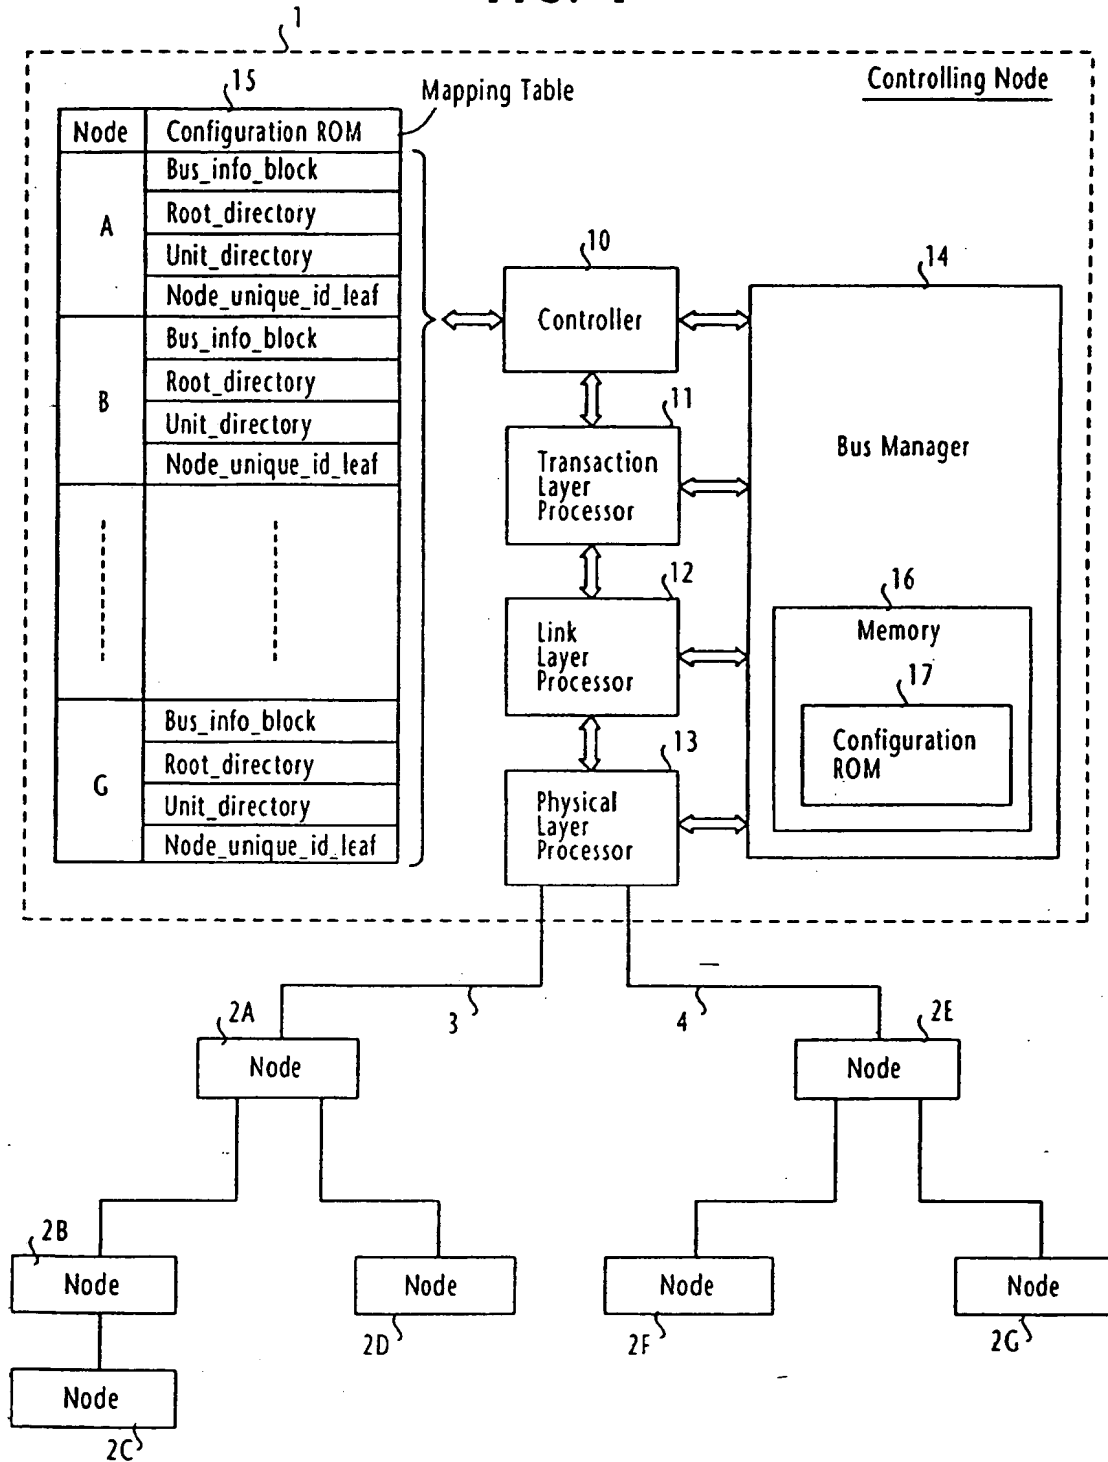 1
15
Mapping Table
Controlling Node
Node
Configuration ROM
A
Bus_info_block
Root_directory
Unit_directory
Node_unique_id_leaf
B
Bus_info_block
Root_directory
Unit_directory
Node_unique_id_leaf
G
Bus_info_block
Root_directory
Unit_directory
Node_unique_id_leaf
10
Controller
11
Transaction
Layer
Processor
12
Link
Layer
Processor
13
Physical
Layer
Processor
14
Bus Manager
16
Memory
17
Configuration
ROM
3
4
2A
Node
2E
Node
2B
Node
Node
2D
Node
2F
Node
2G
Node
2C